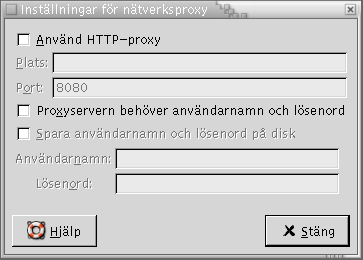 Inställningar för nätverksproxy
Använd HTTP-proxy
Plats:
Port: 8080
Proxyservern behöver användarnamn och lösenord
Spara användarnamn och lösenord på disk
Användarnamn:
Lösenord:
Hjälp
Stäng